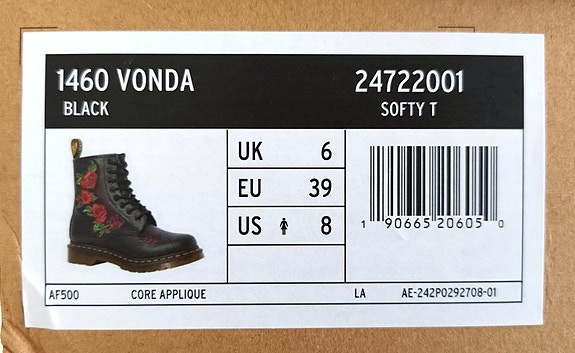 1460 VONDA 24722001
BLACK SOFTY T
UK 6
EU 39
US 8
1 90665 20605 0
AF500 CORE APPLIQUE LA AE-242P0292708-01